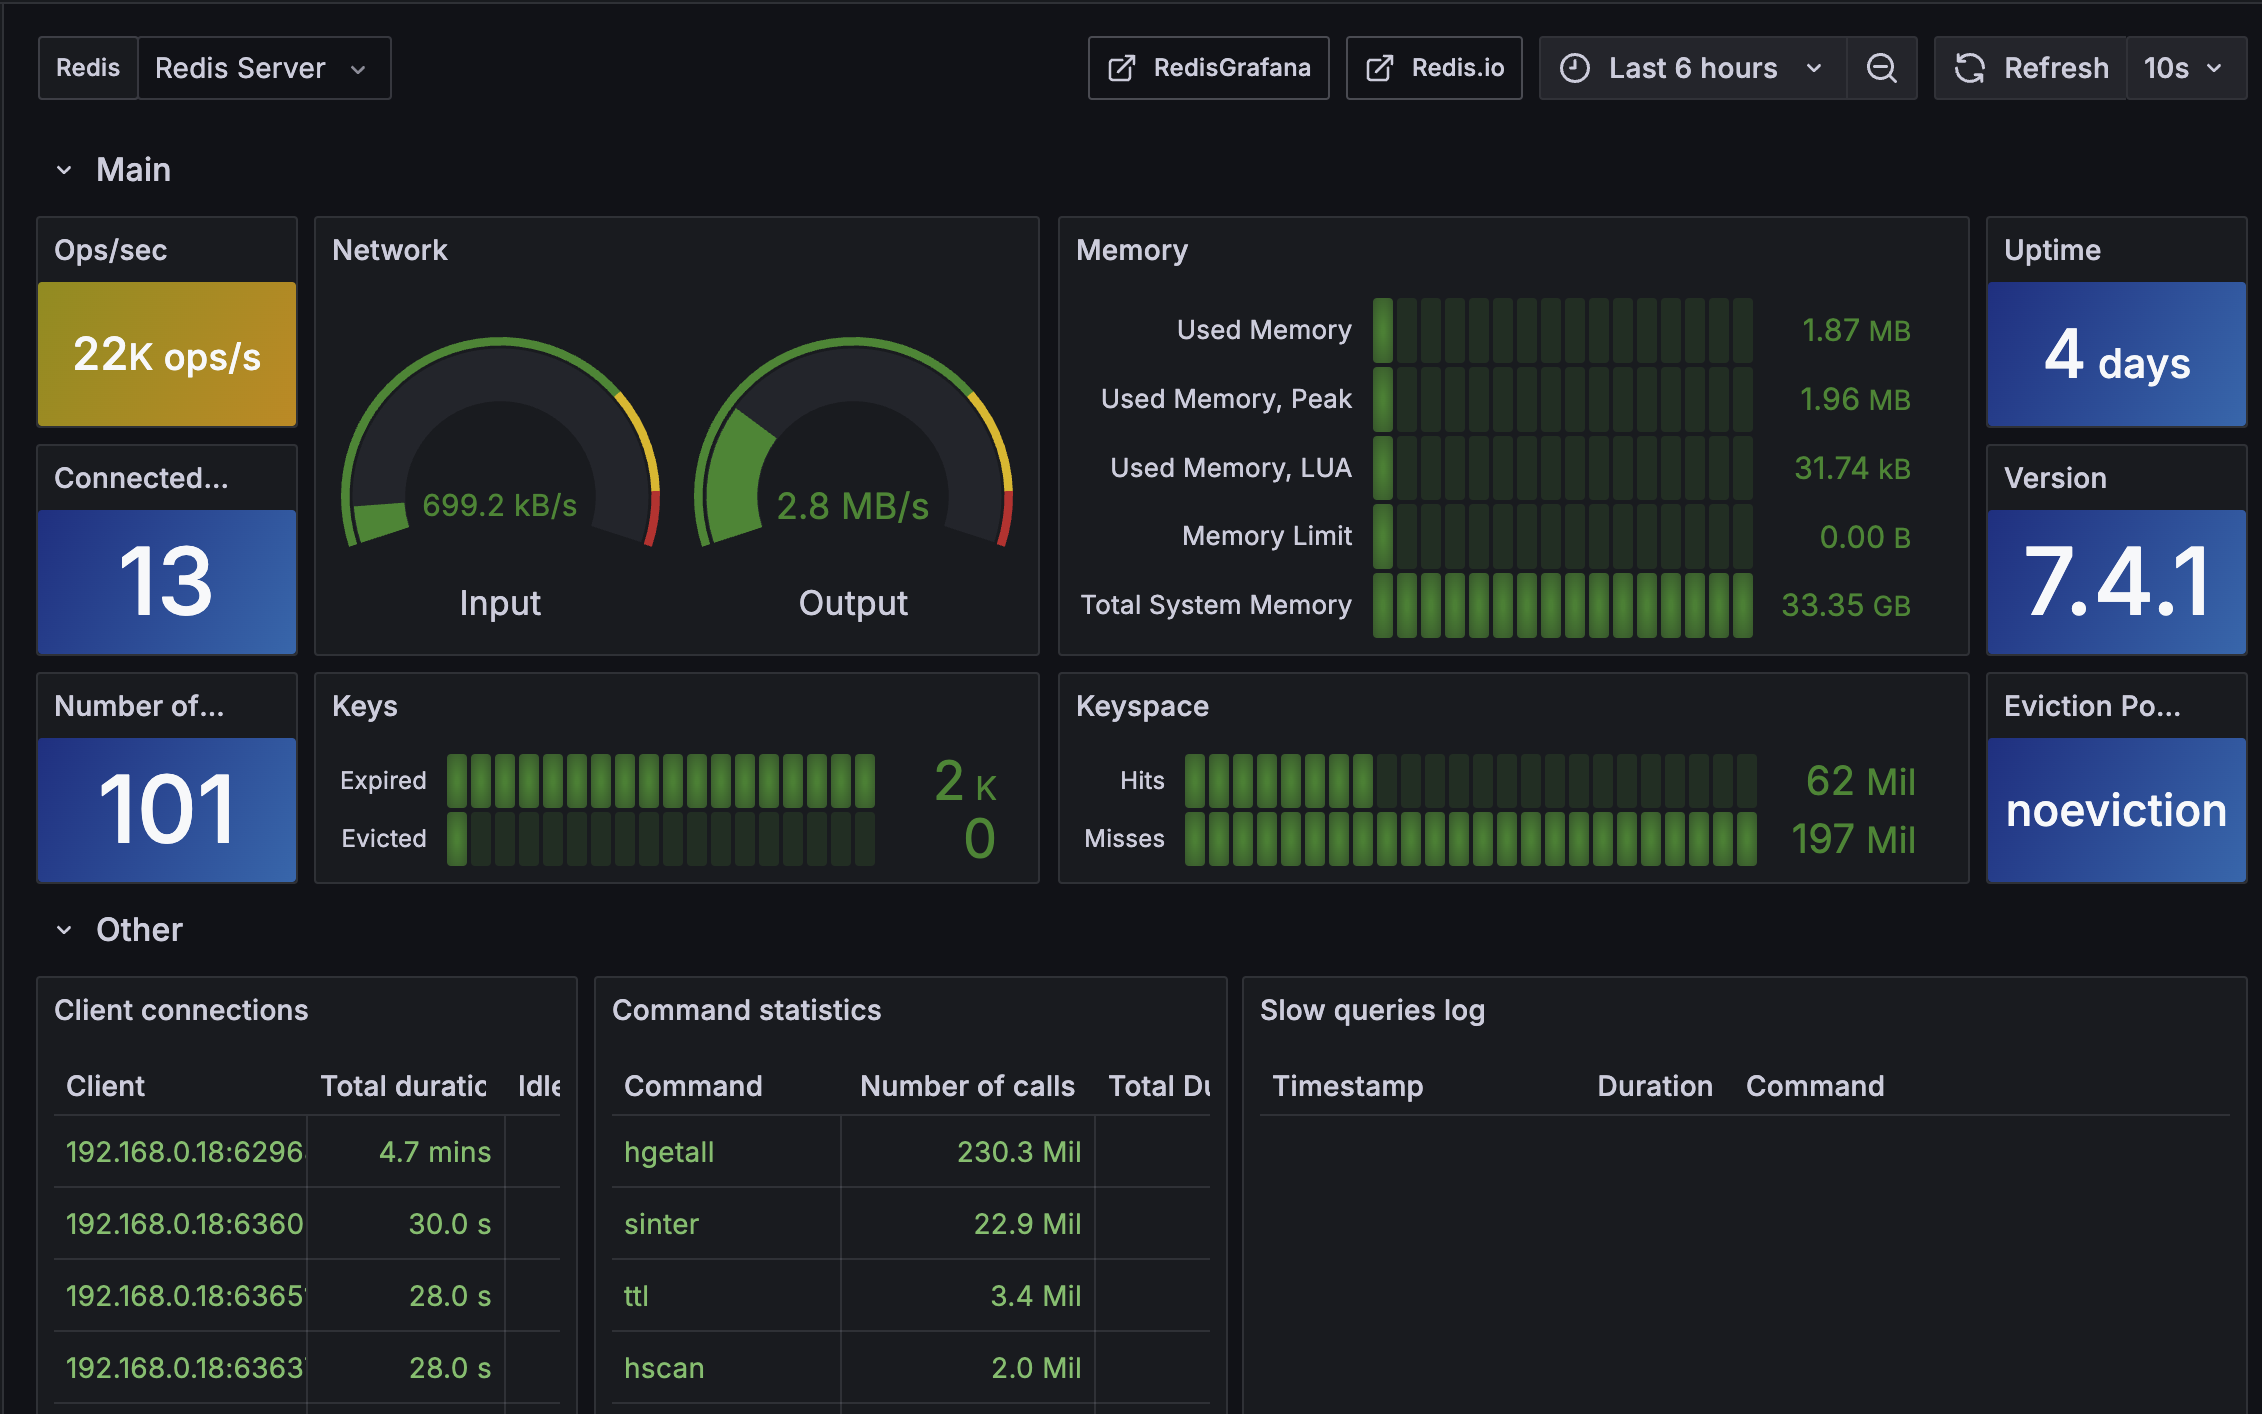 Redis Redis Server RedisGrafana Redis.io Last 6 hours Refresh 10s
Main
Ops/sec
22K ops/s
Network
699.2 kB/s
Input
2.8 MB/s
Output
Memory
Used Memory 1.87 MB
Used Memory, Peak 1.96 MB
Used Memory, LUA 31.74 kB
Memory Limit 0.00 B
Total System Memory 33.35 GB
Uptime
4 days
Connected...
13
Version
7.4.1
Number of...
101
Keys
Expired 2 K
Evicted 0
Keyspace
Hits 62 Mil
Misses 197 Mil
Eviction Po...
noeviction
Other
Client connections
Client Total duratio Idle
192.168.0.18:6296 4.7 mins
192.168.0.18:6360 30.0 s
192.168.0.18:6365 28.0 s
192.168.0.18:6363 28.0 s
Command statistics
Command Number of calls Total Du
hgetall 230.3 Mil
sinter 22.9 Mil
ttl 3.4 Mil
hscan 2.0 Mil
Slow queries log
Timestamp Duration Command